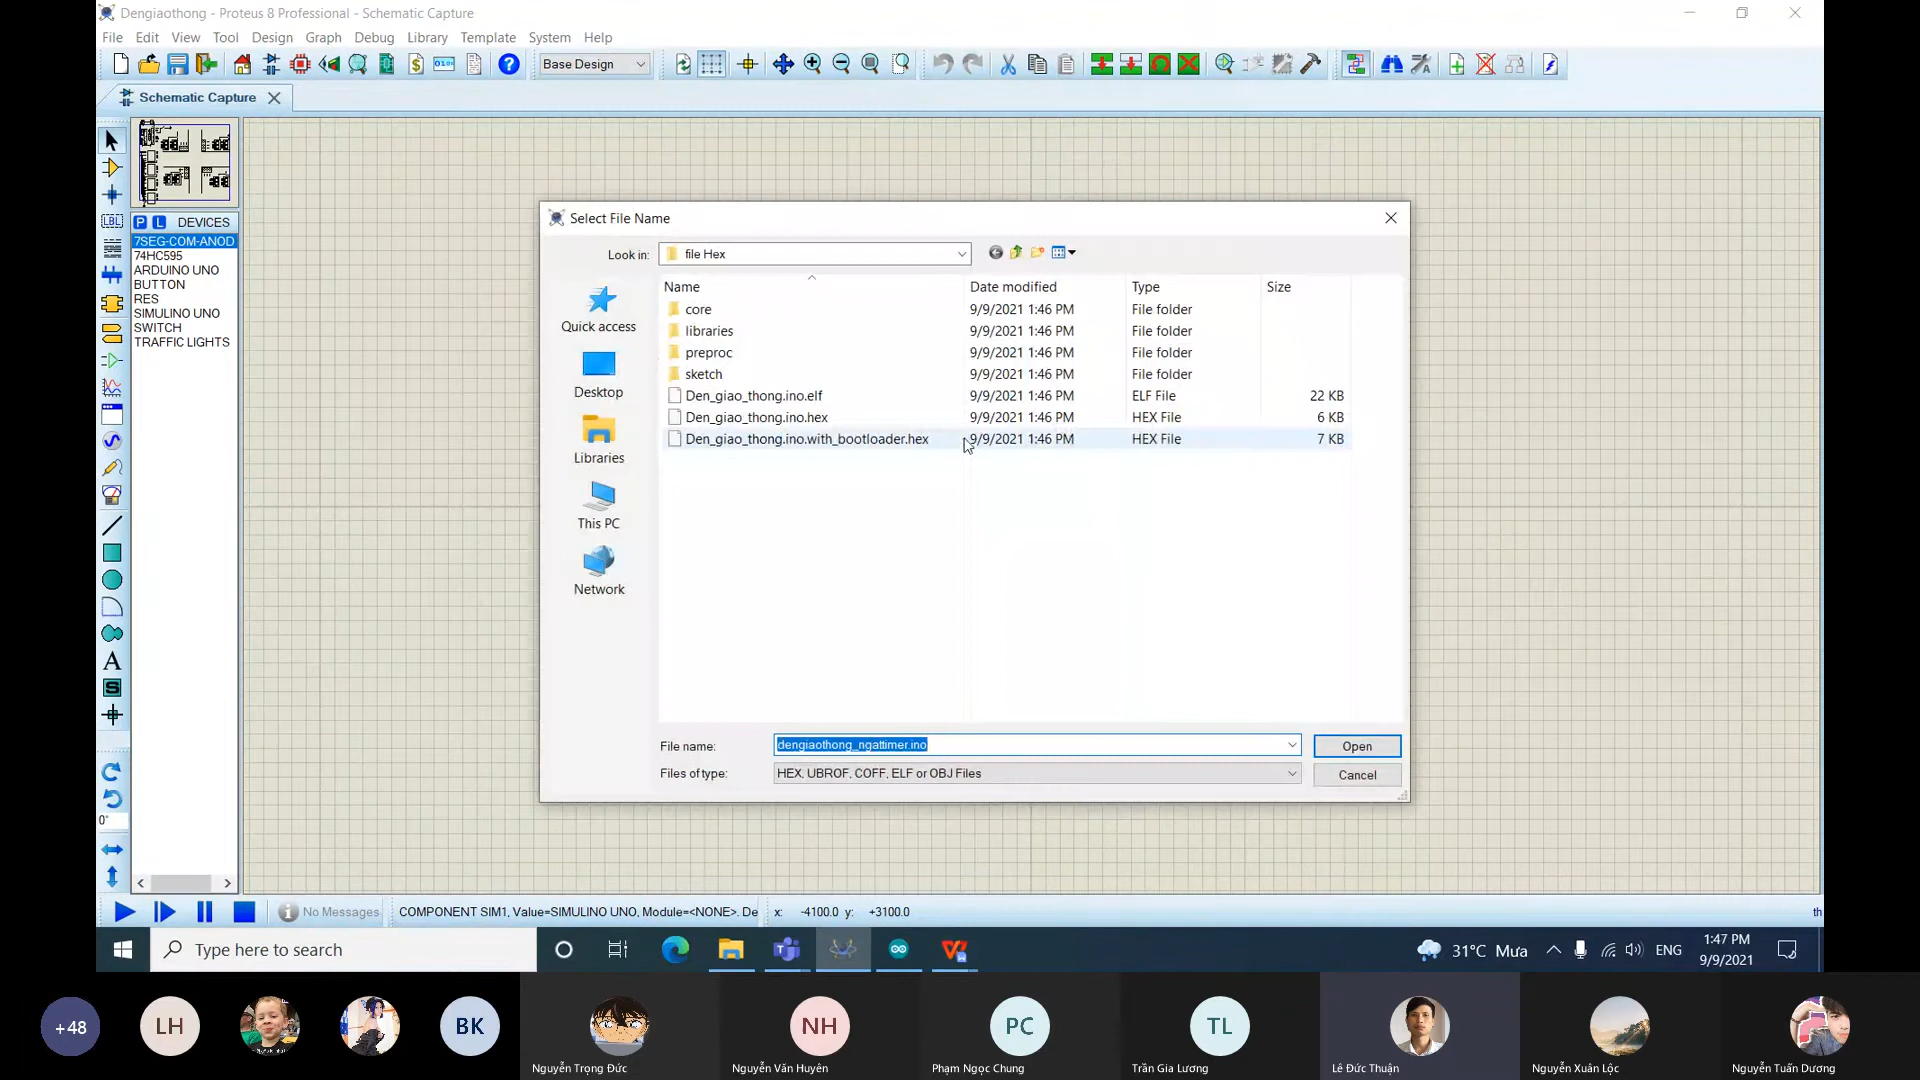 Dengiaothong - Proteus 8 Professional - Schematic Capture
File Edit View Tool Design Graph Debug Library Template System Help
Base Design
Schematic Capture
P L DEVICES
7SEG-COM-ANOD
74HC595
ARDUINO UNO
BUTTON
RES
SIMULINO UNO
SWITCH
TRAFFIC LIGHTS
Select File Name
Look in: file Hex
Name Date modified Type Size
core 9/9/2021 1:46 PM File folder
libraries 9/9/2021 1:46 PM File folder
preproc 9/9/2021 1:46 PM File folder
sketch 9/9/2021 1:46 PM File folder
Den_giao_thong.ino.elf 9/9/2021 1:46 PM ELF File 22 KB
Den_giao_thong.ino.hex 9/9/2021 1:46 PM HEX File 6 KB
Den_giao_thong.ino.with_bootloader.hex 9/9/2021 1:46 PM HEX File 7 KB
Quick access
Desktop
Libraries
This PC
Network
File name: dengiaothong_ngattimer.ino Open
Files of type: HEX, UBROF, COFF, ELF or OBJ Files Cancel
LBL
A
S
0°
No Messages COMPONENT SIM1, Value=SIMULINO UNO, Module=<NONE>. De x: -4100.0 y: +3100.0 th
Type here to search
31°C Mưa ENG 1:47 PM
9/9/2021
+48 LH BK NH PC TL
Nguyễn Trọng Đức Nguyễn Văn Huyên Phạm Ngọc Chung Trần Gia Lương Lê Đức Thuận Nguyễn Xuân Lộc Nguyễn Tuấn Dương